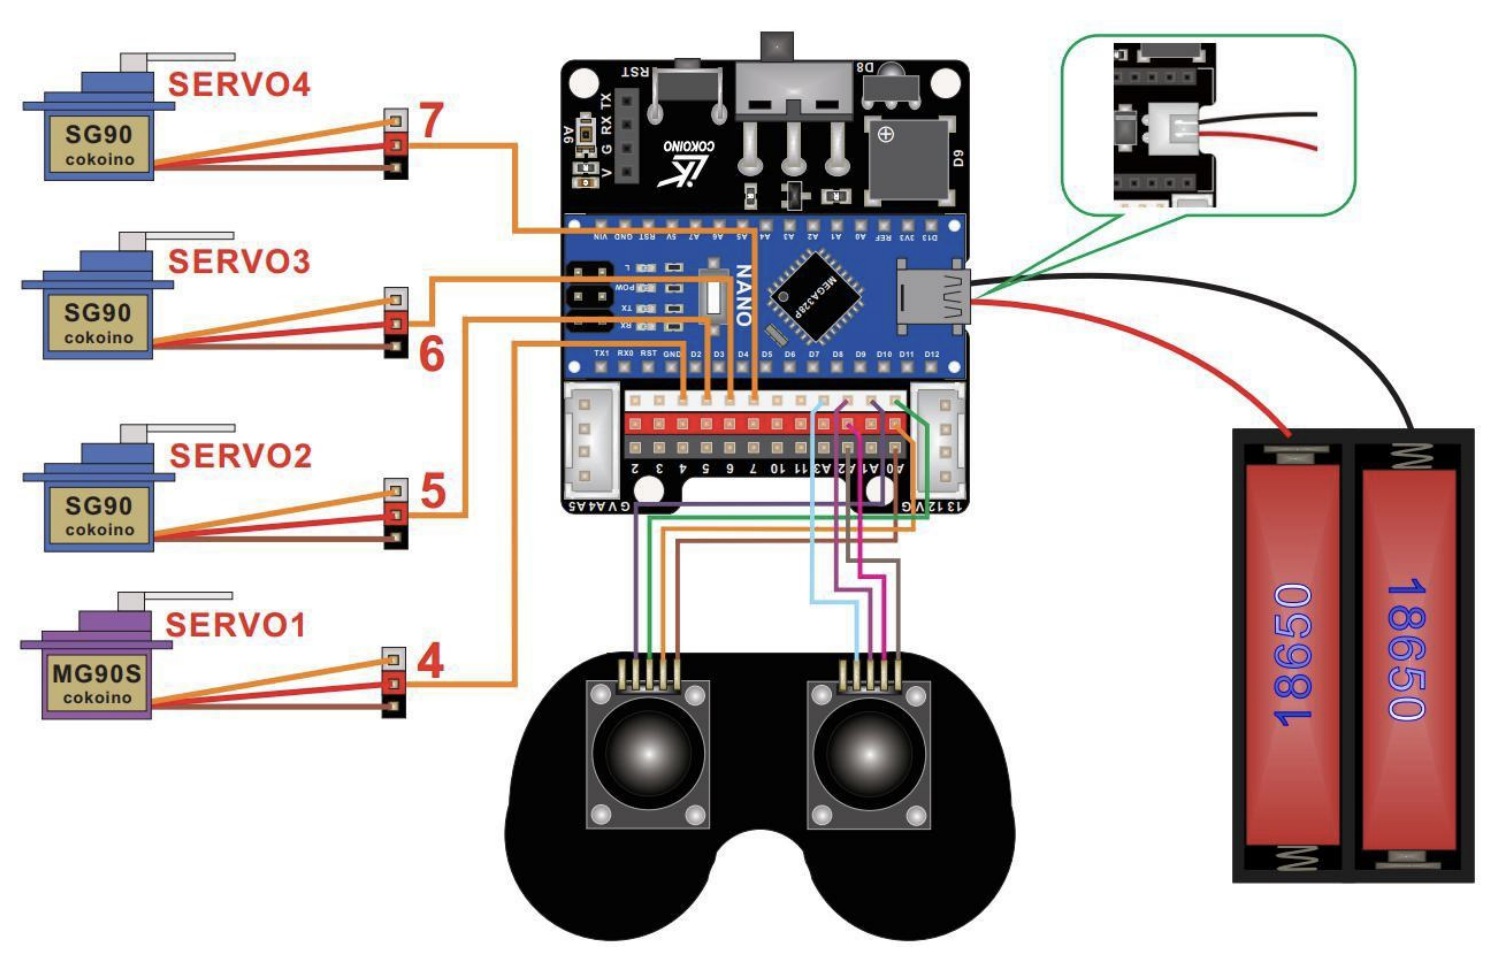 SERVO4
SG90
cokoino
7
SERVO3
SG90
cokoino
6
SERVO2
SG90
cokoino
5
SERVO1
MG90S
cokoino
4
RST
D8
V G RX TX
A6
COKOINO
D9
VIN GND RST 5V A7 A6 A5 A4 A3 A2 A1 A0 REF 3V3 D13
L
POW
TX
RX
NANO
MEGA328P
TX1 RX0 RST GND D2 D3 D4 D5 D6 D7 D8 D9 D10 D11 D12
2 3 4 5 6 7 10 11 A3 A2 A1 A0
G V A4 A5
13 12 V G
18650
18650